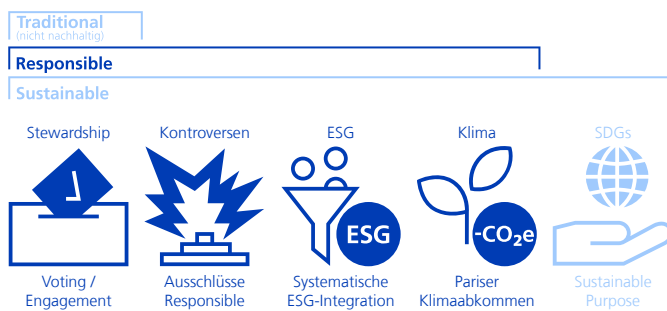 Traditional
(nicht nachhaltig)
Responsible
Sustainable
Stewardship
Kontroversen
ESG
Klima
SDGs
ESG
-CO₂e
Voting /
Engagement
Ausschlüsse
Responsible
Systematische
ESG-Integration
Pariser
Klimaabkommen
Sustainable
Purpose